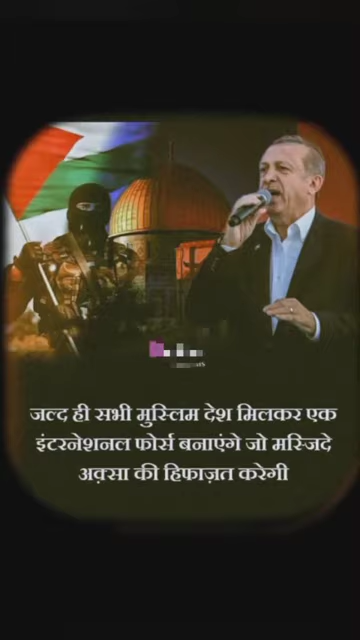 जल्द ही सभी मुस्लिम देश मिलकर एक
इंटरनेशनल फोर्स बनाएंगे जो मस्जिदे
अक़्सा की हिफाज़त करेगी